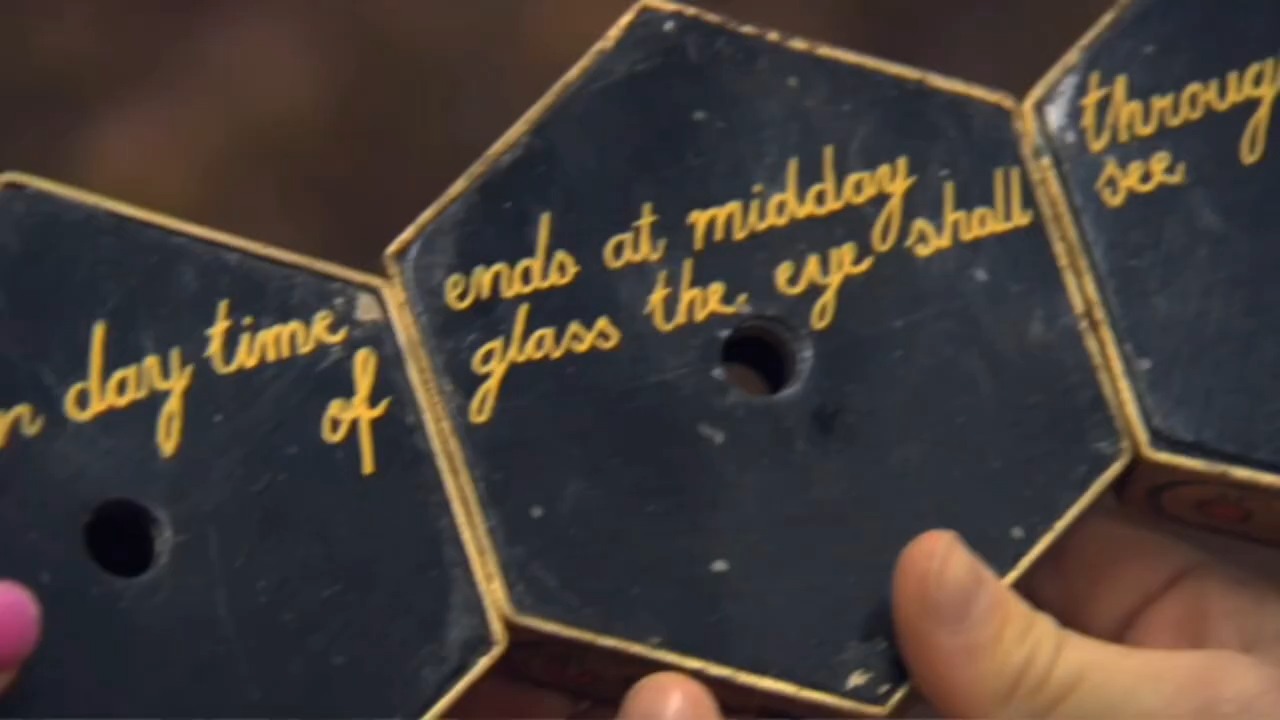 n day time ends at midday throug
of glass the eye shall see